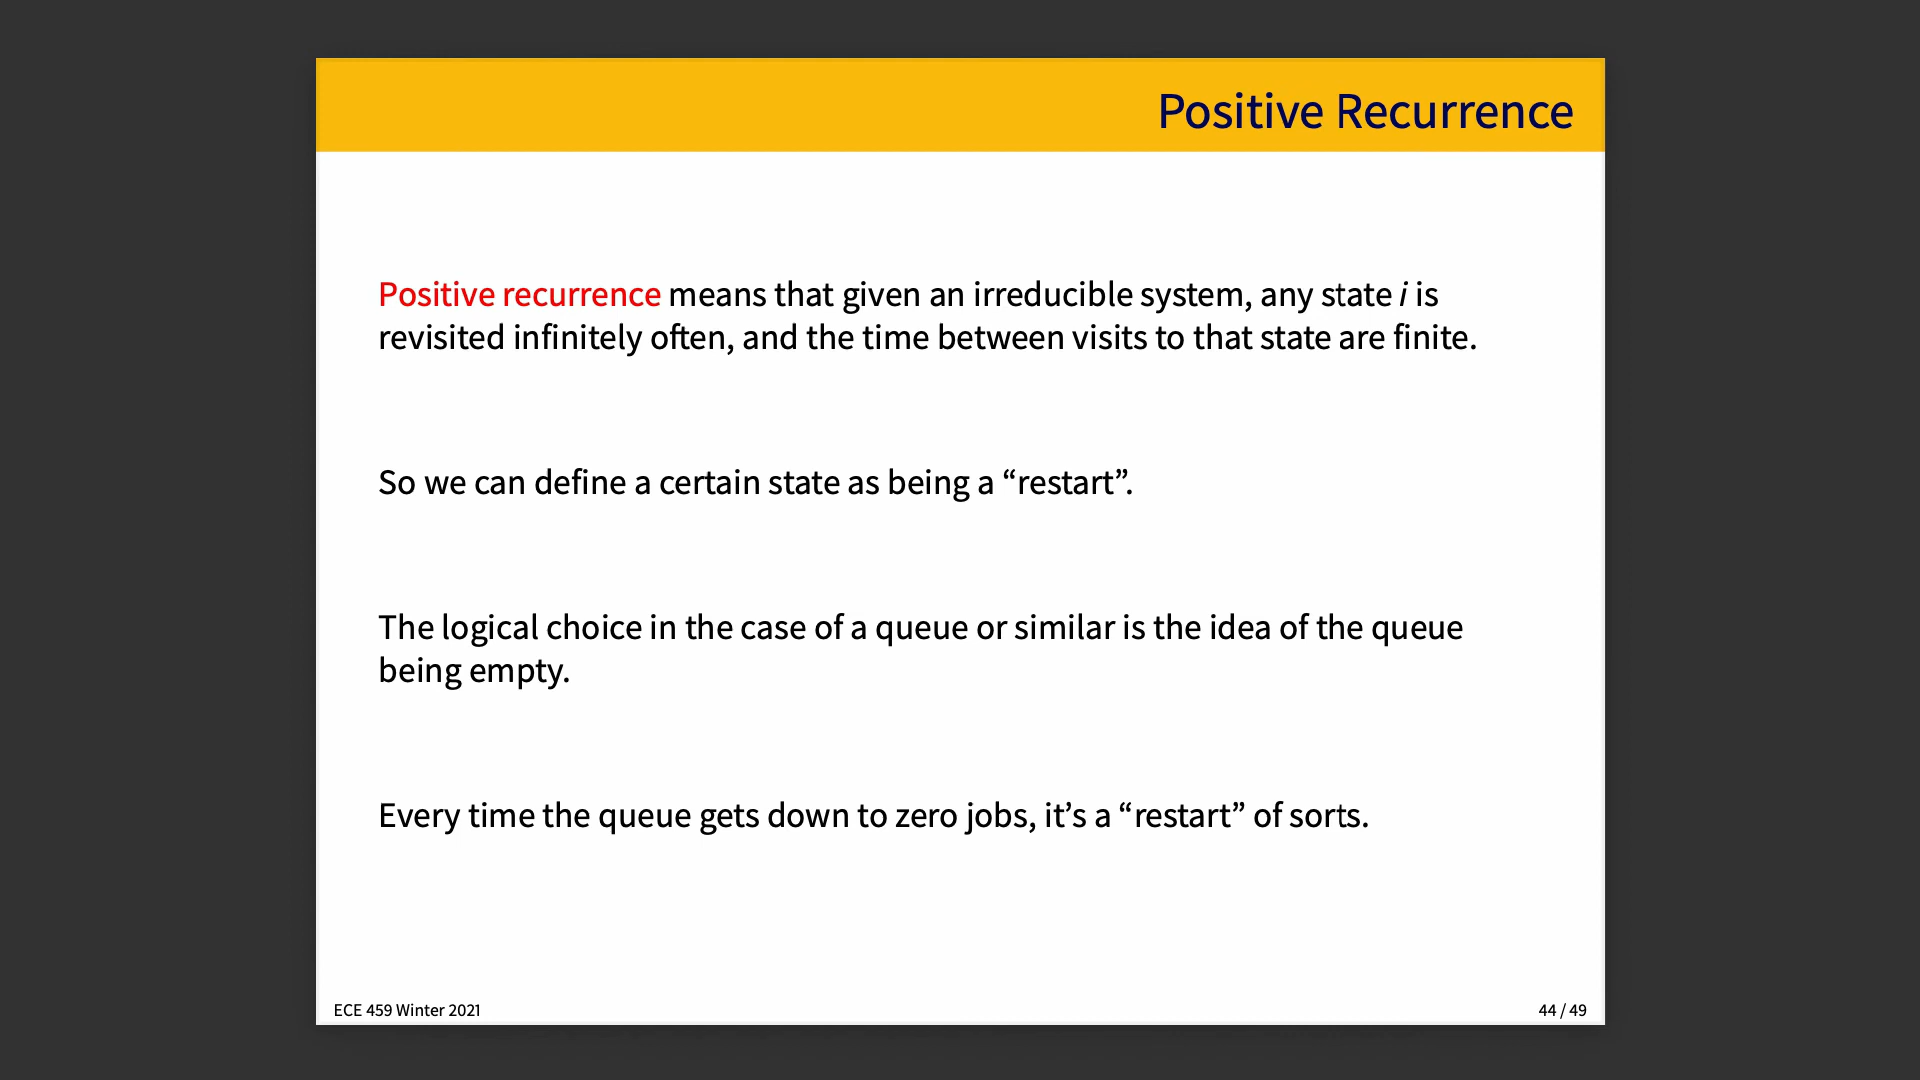 Positive Recurrence
Positive recurrence means that given an irreducible system, any state i is
revisited infinitely often, and the time between visits to that state are finite.
So we can define a certain state as being a “restart”.
The logical choice in the case of a queue or similar is the idea of the queue
being empty.
Every time the queue gets down to zero jobs, it’s a “restart” of sorts.
ECE 459 Winter 2021
44 / 49